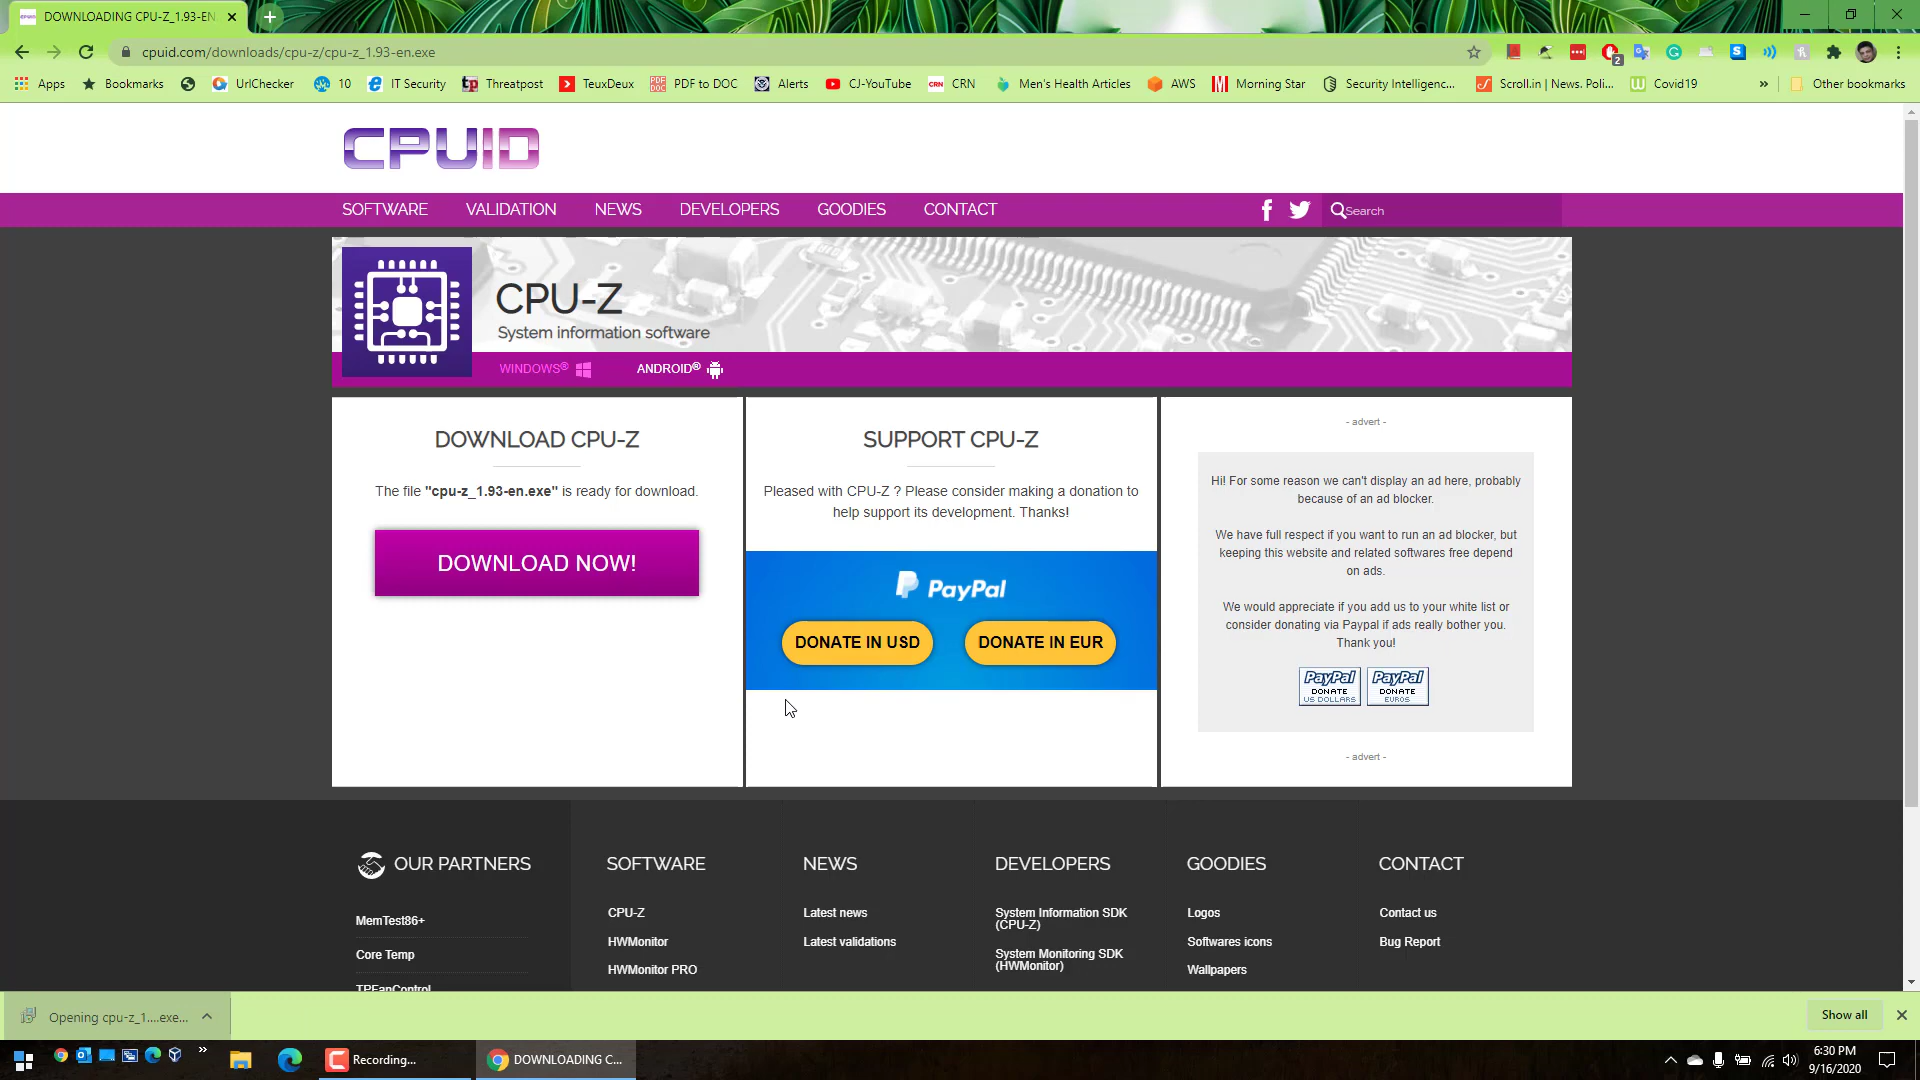 DOWNLOADING CPU-Z_1.93-EN
cpuid.com/downloads/cpu-z/cpu-z_1.93-en.exe
2
Apps
Bookmarks
UrlChecker
10
IT Security
Threatpost
TeuxDeux
PDF to DOC
Alerts
CJ-YouTube
CRN
Men's Health Articles
AWS
Morning Star
Security Intelligenc...
Scroll.in | News. Poli...
Covid19
»
Other bookmarks
CPUID
SOFTWARE
VALIDATION
NEWS
DEVELOPERS
GOODIES
CONTACT
Search
CPU-Z
System information software
WINDOWS®
ANDROID®
DOWNLOAD CPU-Z
The file "cpu-z_1.93-en.exe" is ready for download.
DOWNLOAD NOW!
SUPPORT CPU-Z
Pleased with CPU-Z ? Please consider making a donation to
help support its development. Thanks!
PayPal
DONATE IN USD
DONATE IN EUR
- advert -
Hi! For some reason we can't display an ad here, probably
because of an ad blocker.
We have full respect if you want to run an ad blocker, but
keeping this website and related softwares free depend
on ads.
We would appreciate if you add us to your white list or
consider donating via Paypal if ads really bother you.
Thank you!
PayPal
DONATE
US DOLLARS
PayPal
DONATE
EUROS
- advert -
OUR PARTNERS
MemTest86+
Core Temp
TPFanControl
SOFTWARE
CPU-Z
HWMonitor
HWMonitor PRO
NEWS
Latest news
Latest validations
DEVELOPERS
System Information SDK
(CPU-Z)
System Monitoring SDK
(HWMonitor)
GOODIES
Logos
Softwares icons
Wallpapers
CONTACT
Contact us
Bug Report
Opening cpu-z_1....exe...
Show all
Recording...
DOWNLOADING C...
6:30 PM
9/16/2020